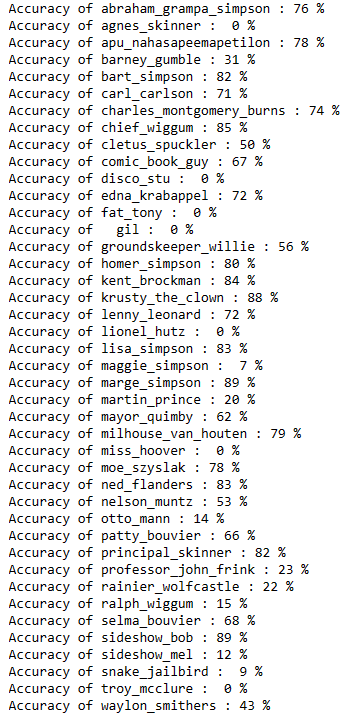 Accuracy of abraham_grampa_simpson : 76 %
Accuracy of agnes_skinner :  0 %
Accuracy of apu_nahasapeemapetilon : 78 %
Accuracy of barney_gumble : 31 %
Accuracy of bart_simpson : 82 %
Accuracy of carl_carlson : 71 %
Accuracy of charles_montgomery_burns : 74 %
Accuracy of chief_wiggum : 85 %
Accuracy of cletus_spuckler : 50 %
Accuracy of comic_book_guy : 67 %
Accuracy of disco_stu :  0 %
Accuracy of edna_krabappel : 72 %
Accuracy of fat_tony :  0 %
Accuracy of   gil :  0 %
Accuracy of groundskeeper_willie : 56 %
Accuracy of homer_simpson : 80 %
Accuracy of kent_brockman : 84 %
Accuracy of krusty_the_clown : 88 %
Accuracy of lenny_leonard : 72 %
Accuracy of lionel_hutz :  0 %
Accuracy of lisa_simpson : 83 %
Accuracy of maggie_simpson :  7 %
Accuracy of marge_simpson : 89 %
Accuracy of martin_prince : 20 %
Accuracy of mayor_quimby : 62 %
Accuracy of milhouse_van_houten : 79 %
Accuracy of miss_hoover :  0 %
Accuracy of moe_szyslak : 78 %
Accuracy of ned_flanders : 83 %
Accuracy of nelson_muntz : 53 %
Accuracy of otto_mann : 14 %
Accuracy of patty_bouvier : 66 %
Accuracy of principal_skinner : 82 %
Accuracy of professor_john_frink : 23 %
Accuracy of rainier_wolfcastle : 22 %
Accuracy of ralph_wiggum : 15 %
Accuracy of selma_bouvier : 68 %
Accuracy of sideshow_bob : 89 %
Accuracy of sideshow_mel : 12 %
Accuracy of snake_jailbird :  9 %
Accuracy of troy_mcclure :  0 %
Accuracy of waylon_smithers : 43 %